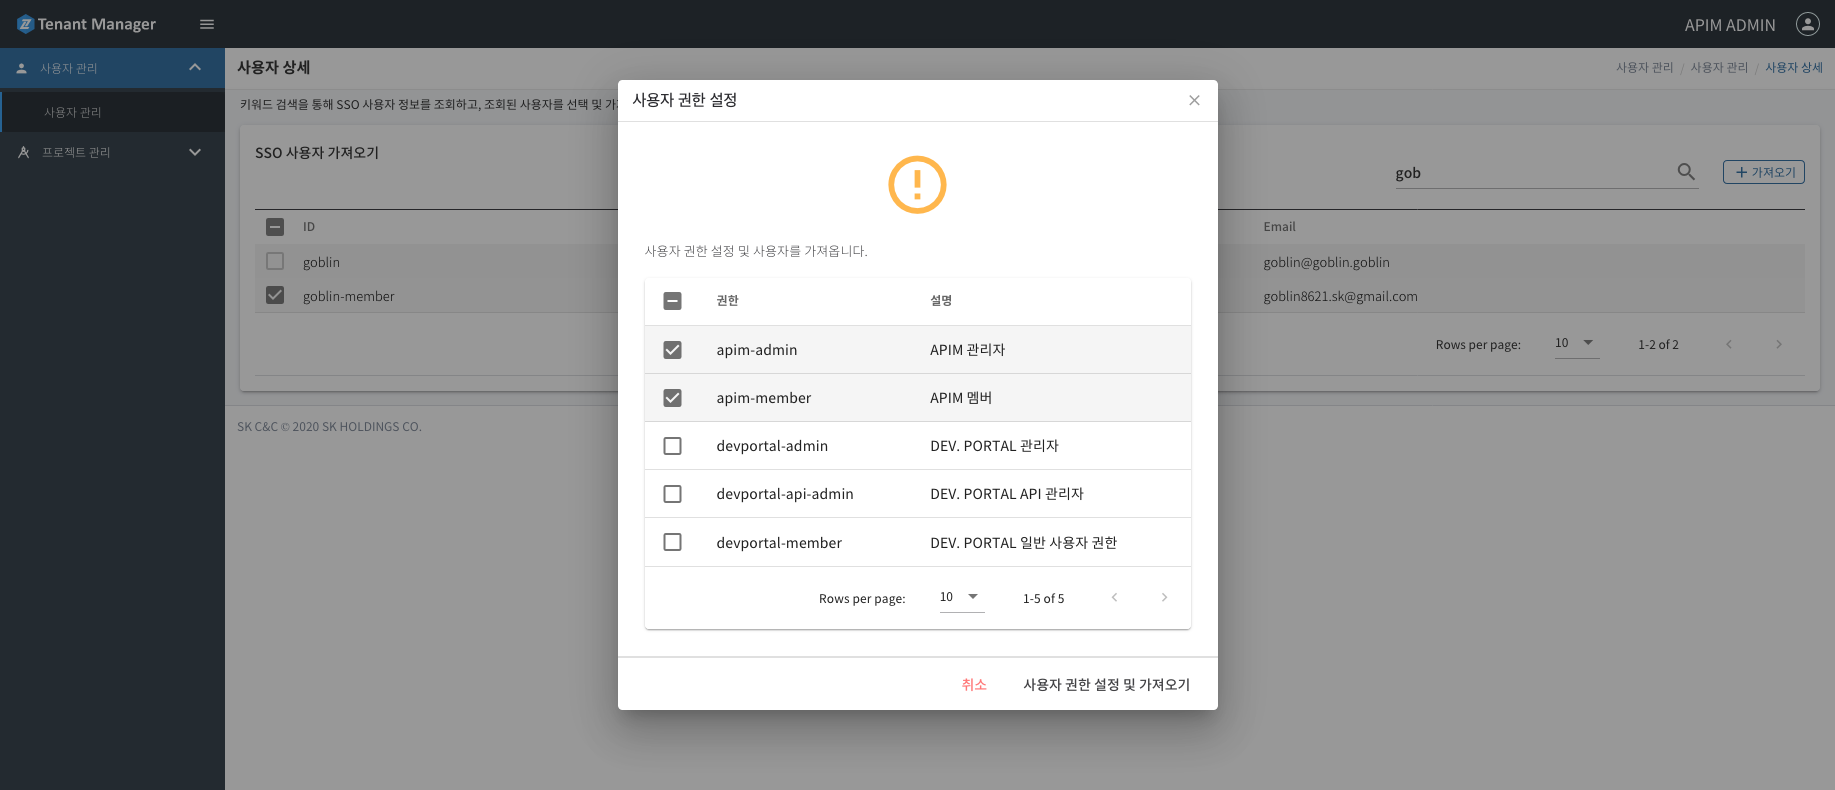 Tenant Manager
APIM ADMIN
사용자 관리
사용자 관리
프로젝트 관리
사용자 상세
사용자 관리 / 사용자 관리 / 사용자 상세
키워드 검색을 통해 SSO 사용자 정보를 조회하고, 조회된 사용자를 선택 및
SSO 사용자 가져오기
gob
+ 가져오기
ID
Email
goblin
goblin@goblin.goblin
goblin-member
goblin8621.sk@gmail.com
Rows per page: 10 1-2 of 2
SK C&C © 2020 SK HOLDINGS CO.
사용자 권한 설정
사용자 권한 설정 및 사용자를 가져옵니다.
권한 설명
apim-admin APIM 관리자
apim-member APIM 멤버
devportal-admin DEV. PORTAL 관리자
devportal-api-admin DEV. PORTAL API 관리자
devportal-member DEV. PORTAL 일반 사용자 권한
Rows per page: 10 1-5 of 5
취소 사용자 권한 설정 및 가져오기